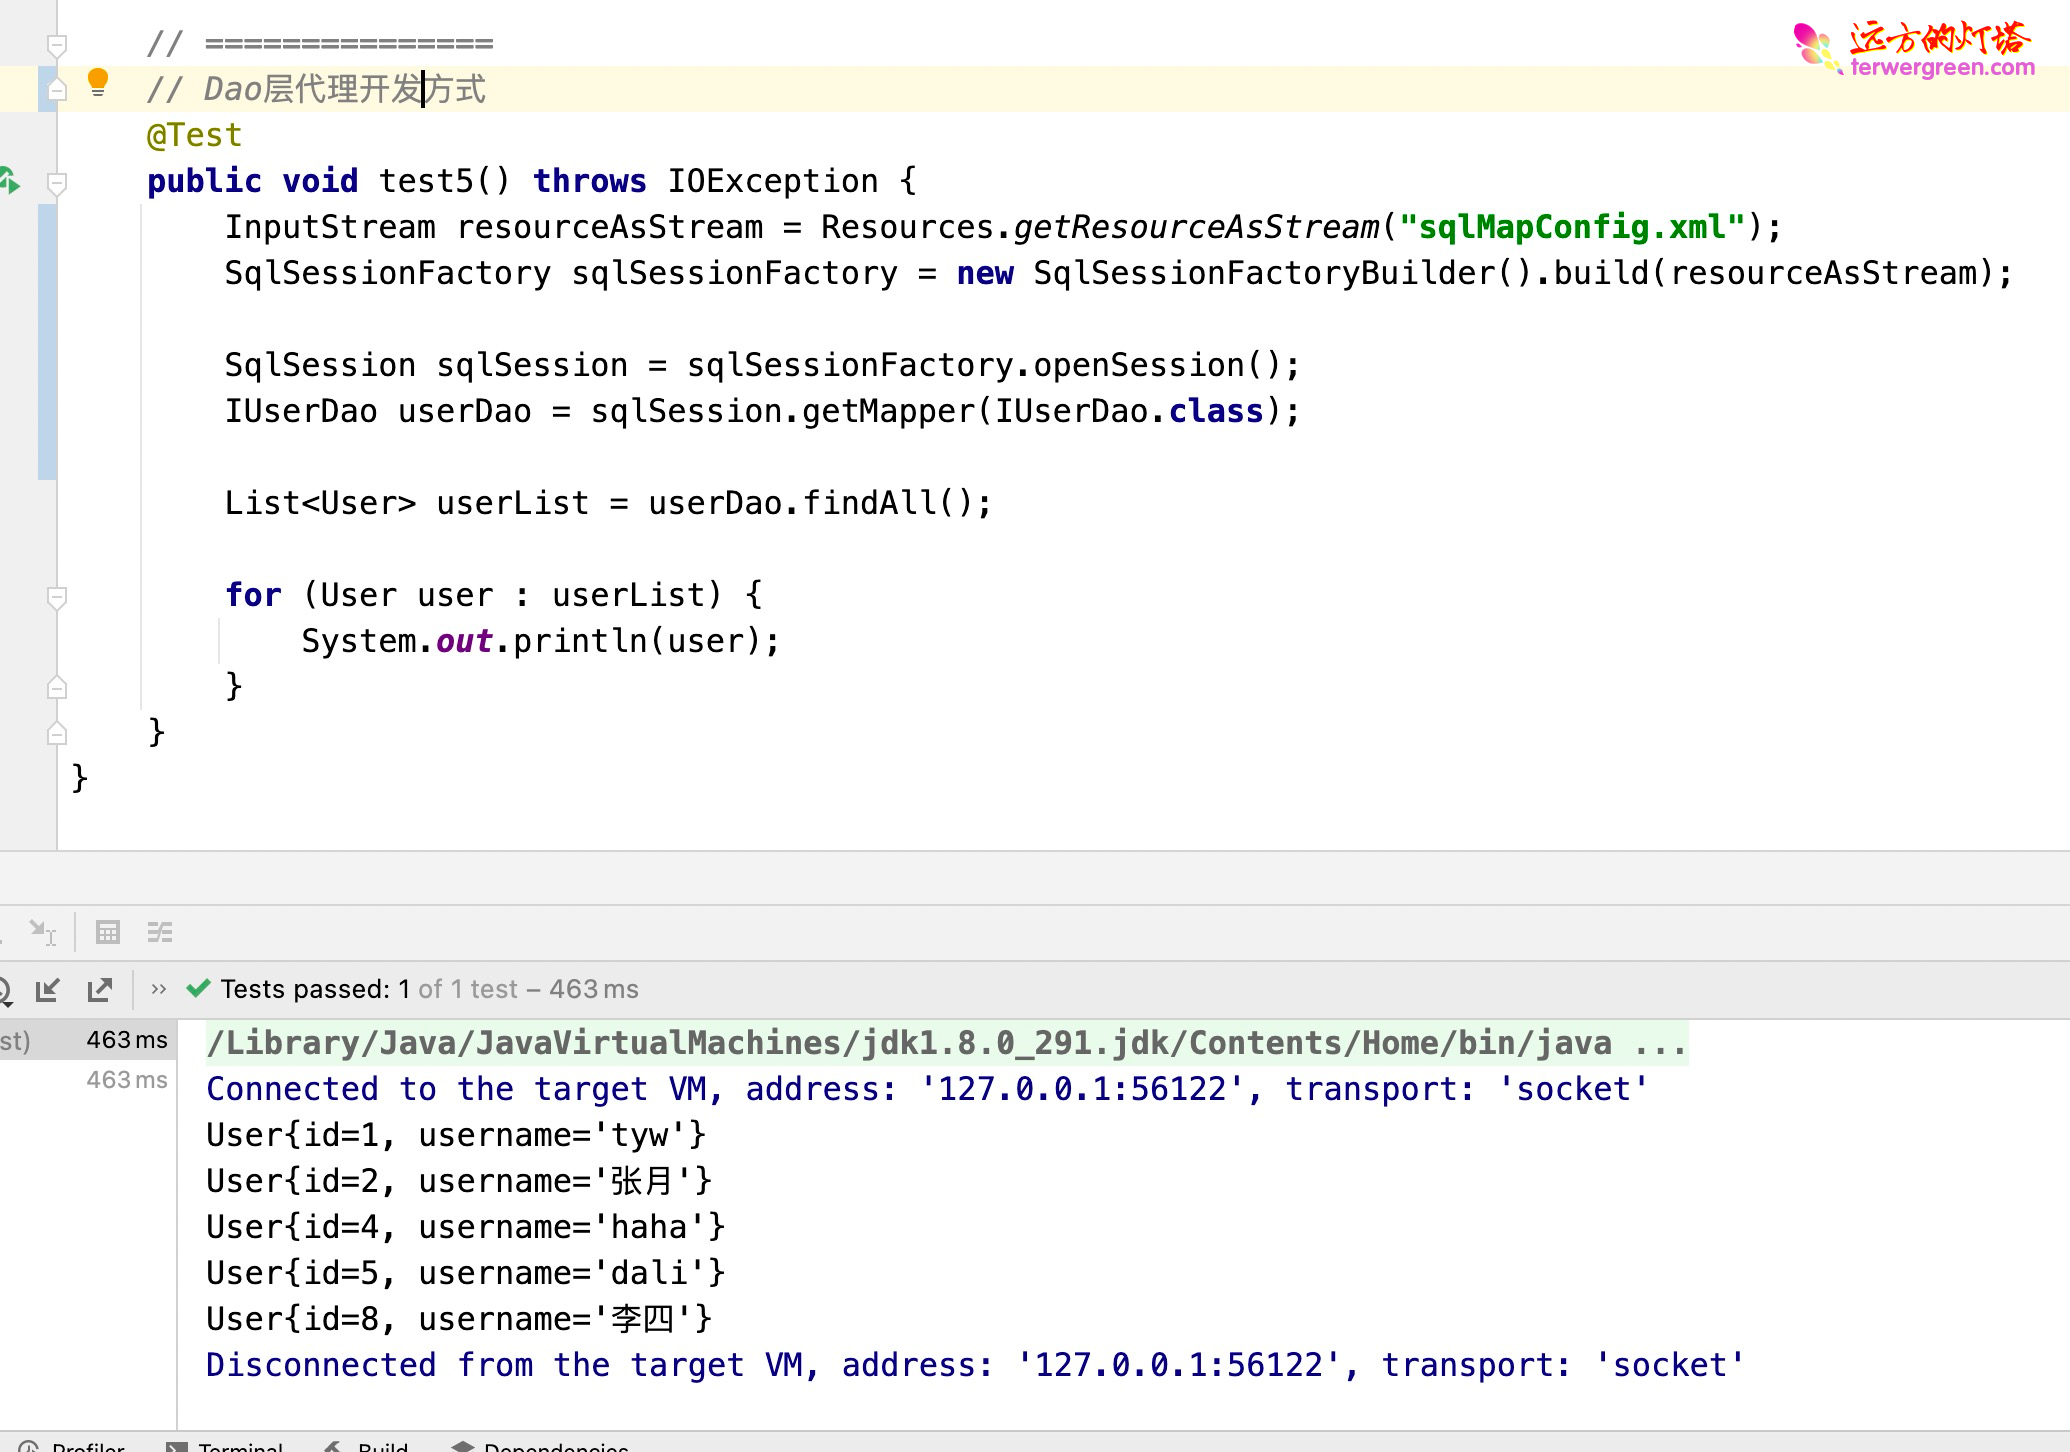 远方的灯塔
terwergreen.com
// ===============
// Dao层代理开发方式
@Test
public void test5() throws IOException {
InputStream resourceAsStream = Resources.getResourceAsStream("sqlMapConfig.xml");
SqlSessionFactory sqlSessionFactory = new SqlSessionFactoryBuilder().build(resourceAsStream);
SqlSession sqlSession = sqlSessionFactory.openSession();
IUserDao userDao = sqlSession.getMapper(IUserDao.class);
List<User> userList = userDao.findAll();
for (User user : userList) {
System.out.println(user);
}
}
}
>> Tests passed: 1 of 1 test – 463 ms
st) 463 ms
463 ms
/Library/Java/JavaVirtualMachines/jdk1.8.0_291.jdk/Contents/Home/bin/java ...
Connected to the target VM, address: '127.0.0.1:56122', transport: 'socket'
User{id=1, username='tyw'}
User{id=2, username='张月'}
User{id=4, username='haha'}
User{id=5, username='dali'}
User{id=8, username='李四'}
Disconnected from the target VM, address: '127.0.0.1:56122', transport: 'socket'
Profiler Terminal Build Dependencies